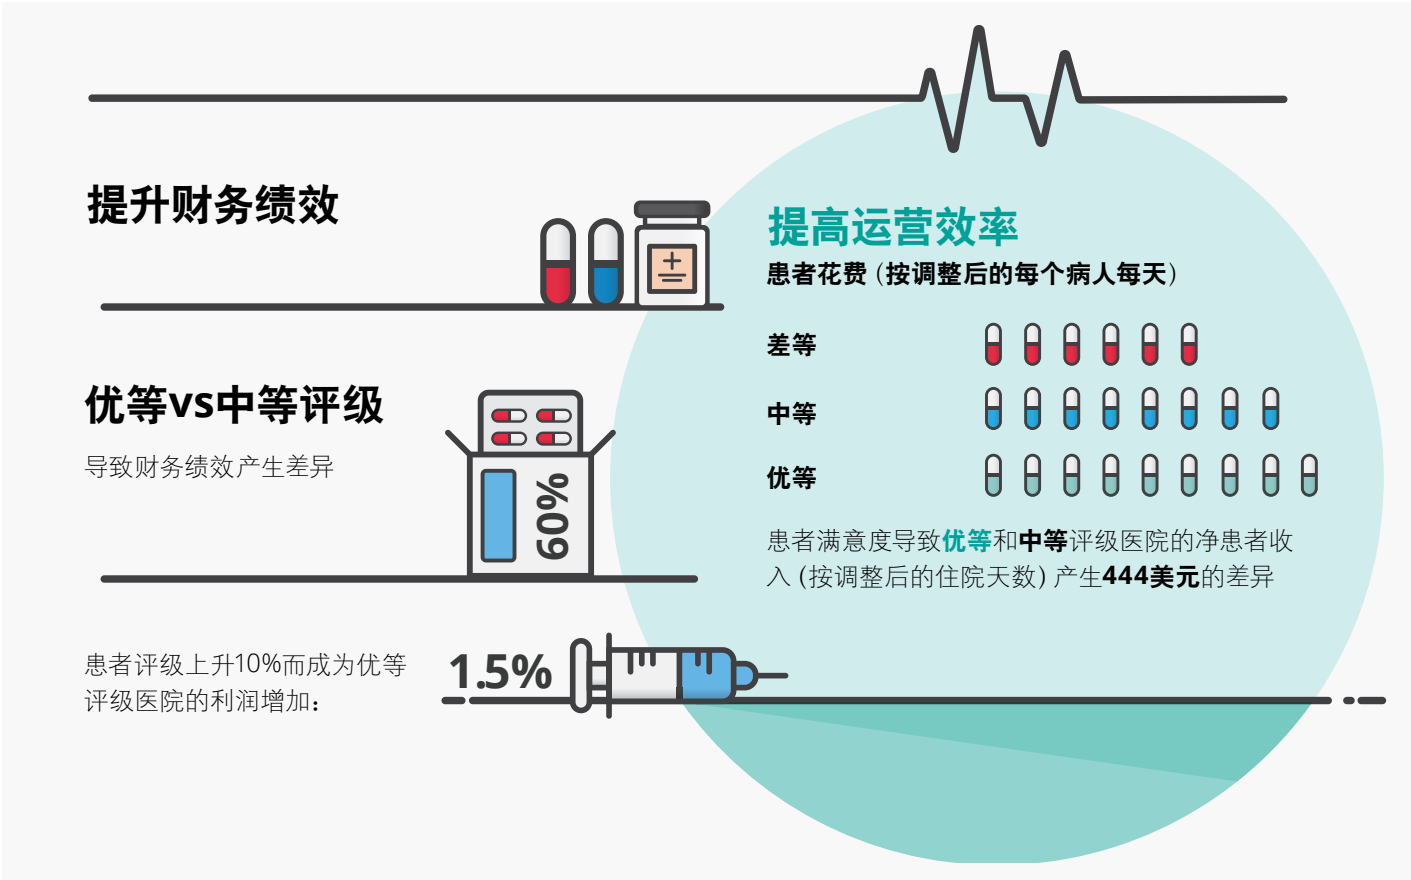 提升财务绩效
优等vs中等评级
导致财务绩效产生差异
60%
患者评级上升10%而成为优等
评级医院的利润增加：
1.5%
提高运营效率
患者花费（按调整后的每个病人每天）
差等
中等
优等
患者满意度导致优等和中等评级医院的净患者收
入 (按调整后的住院天数) 产生444美元的差异